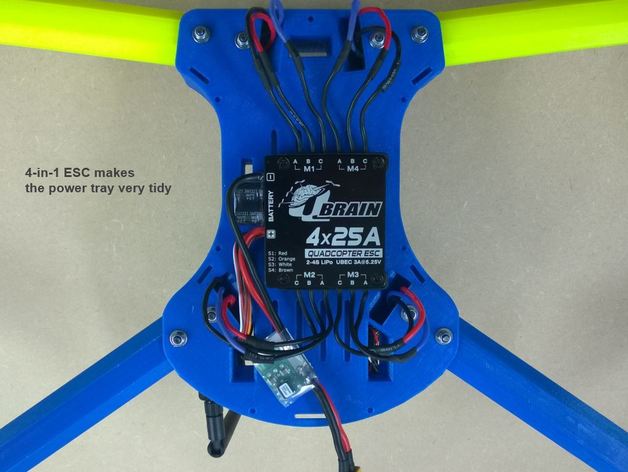 4-in-1 ESC makes
the power tray very tidy
A B C A B C
M1 M4
BATTERY
QBRAIN
4x25A
QUADCOPTER ESC
2-4S LiPo UBEC 3A@5.25V
S1: Red
S2: Orange
S3: White
S4: Brown
M2 M3
C B A C B A